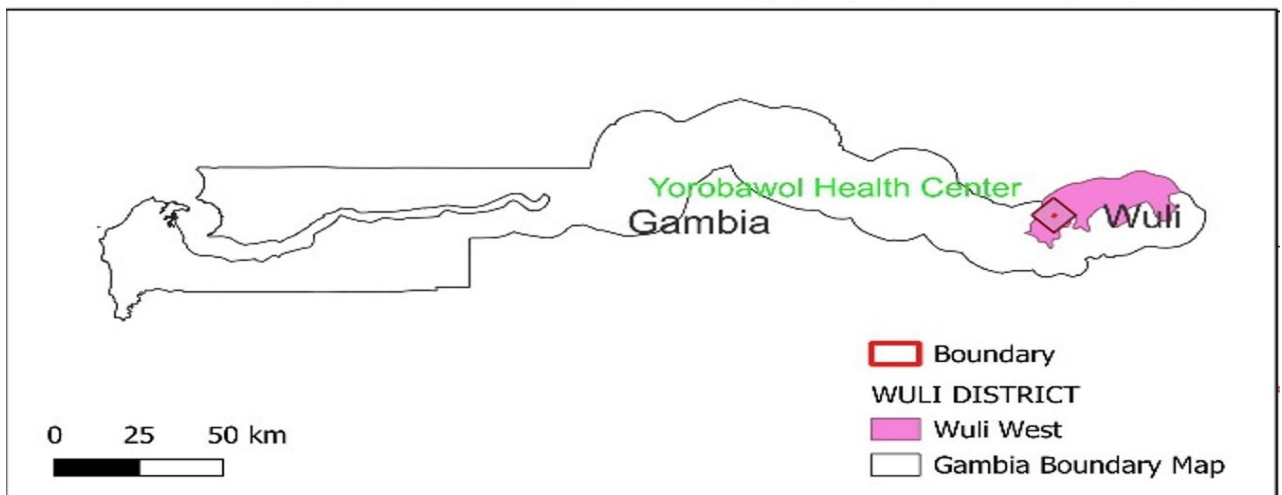 Yorobawol Health Center
Gambia
Wuli
Boundary
WULI DISTRICT
Wuli West
Gambia Boundary Map
0 25 50 km